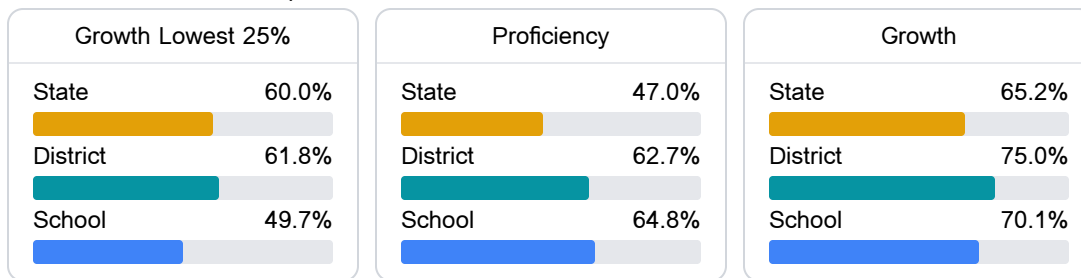 Growth Lowest 25%
State 60.0%
District 61.8%
School 49.7%
Proficiency
State 47.0%
District 62.7%
School 64.8%
Growth
State 65.2%
District 75.0%
School 70.1%